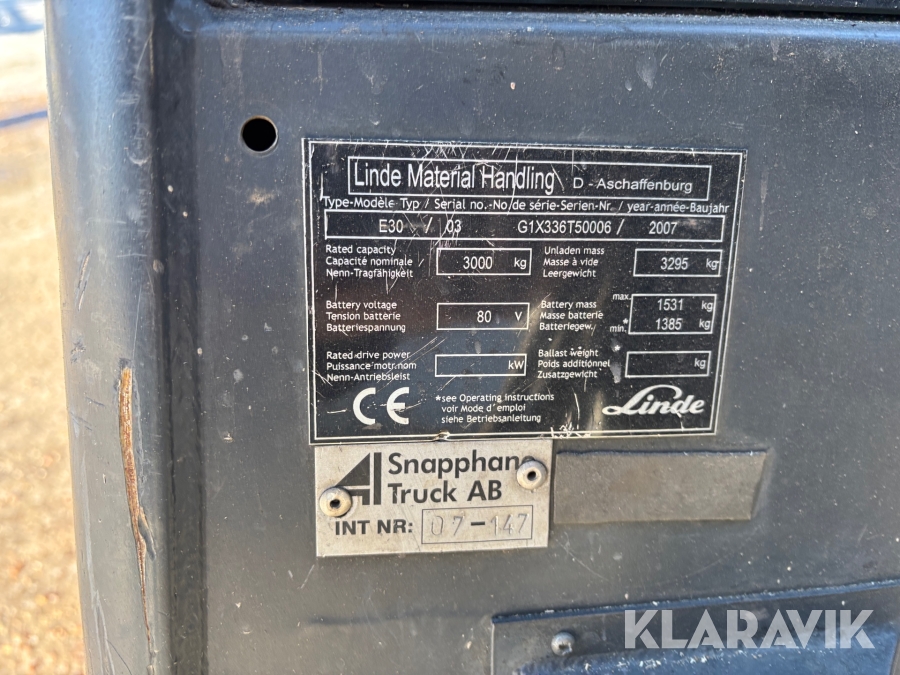 Linde Material Handling D - Aschaffenburg
Type-Modèle-Typ / Serial no.-No/de série-Serien-Nr. / year-année-Baujahr
E30 / 03 G1X336T50006 / 2007
Rated capacity
Capacité nominale
Nenn-Tragfähigkeit
3000 kg
Unladen mass
Masse à vide
Leergewicht
3295 kg
Battery voltage
Tension batterie
Batteriespannung
80 V
Battery mass
Masse batterie
Batteriegew.
max. 1531 kg
*
min. 1385 kg
Rated drive power
Puissance motr.nom
Nenn-Antriebsleist
kW
Ballast weight
Poids additionnel
Zusatzgewicht
kg
CE
*see Operating instructions
voir Mode d'emploi
siehe Betriebsanleitung
Linde
Snapphane
Truck AB
INT NR: 07-147
KLARAVIK